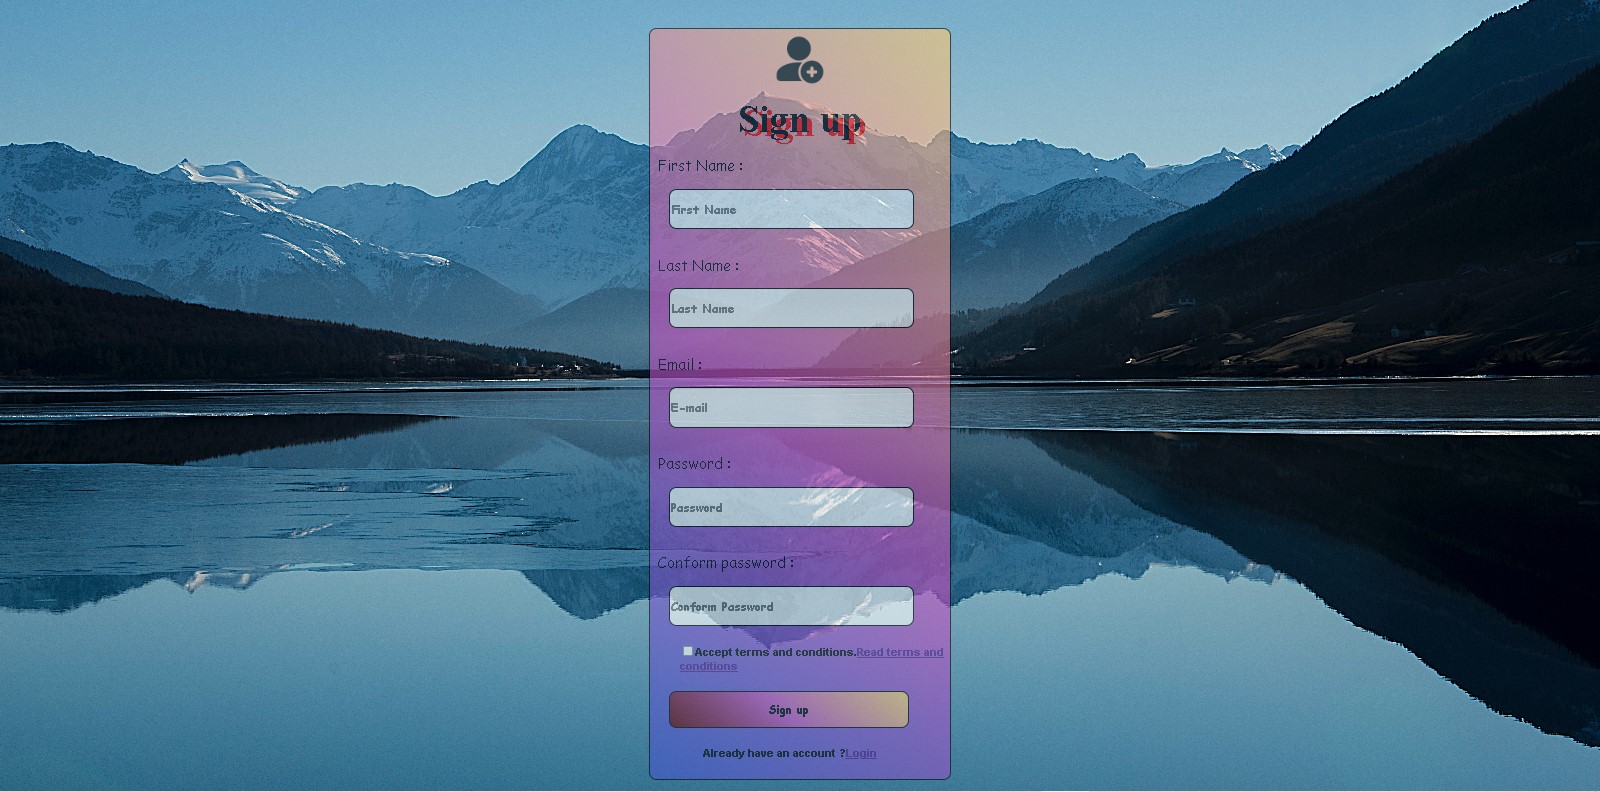 Sign up
First Name :
First Name
Last Name :
Last Name
Email :
E-mail
Password :
Password
Conform password :
Conform Password
Accept terms and conditions.Read terms and
conditions
Sign up
Already have an account ?Login